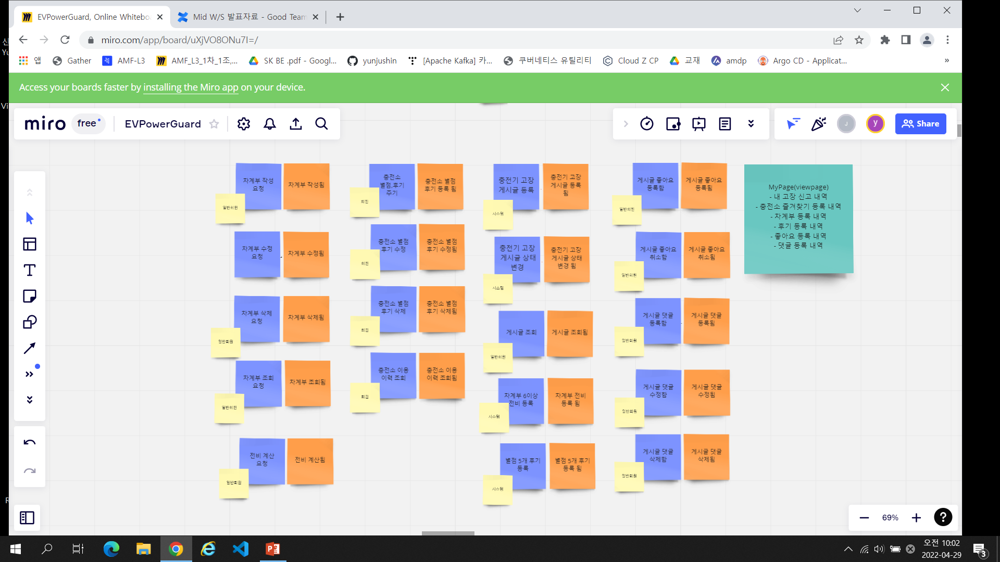 EVPowerGuard, Online Whitebo
Mid W/S 발표자료 - Good Team
miro.com/app/board/uXjVO8ONu7I=/
앱
Gather
AMF-L3
AMF_L3_1차_1조,...
SK BE .pdf - Googl...
yunjushin
[Apache Kafka] 카...
쿠버네티스 유틸리티
Cloud Z CP
교재
amdp
Argo CD - Applicat...
»
Access your boards faster by installing the Miro app on your device.
miro
free
EVPowerGuard
J
y
Share
자계부 작성
요청
자계부 작성됨
일반회원
자계부 수정
요청
자계부 수정됨
자계부 삭제
요청
자계부 삭제됨
일반회원
자계부 조회
요청
자계부 조회됨
일반회원
전비 계산
요청
전비 계산됨
일반회원
충전소
별점,후기
주기
충전소 별점
후기 등록 됨
회원
충전소 별점
후기 수정
충전소 별점
후기 수정됨
회원
충전소 별점
후기 삭제
충전소 별점
후기 삭제됨
회원
충전소 이용
이력 조회
충전소 이용
이력 조회됨
회원
충전기 고장
게시글 등록
충전기 고장
게시글 등록
됨
시스템
충전기 고장
게시글 상태
변경
충전기 고장
게시글 상태
변경 됨
시스템
게시글 조회
게시글 조회됨
일반회원
자계부 6이상
전비 등록
자계부 전비
등록 됨
시스템
별점 5개 후기
등록
별점 5개 후기
등록 됨
시스템
게시글 좋아요
등록함
게시글 좋아요
등록됨
일반회원
게시글 좋아요
취소함
게시글 좋아요
취소됨
일반회원
게시글 댓글
등록함
게시글 댓글
등록됨
일반회원
게시글 댓글
수정함
게시글 댓글
수정됨
일반회원
게시글 댓글
삭제함
게시글 댓글
삭제됨
일반회원
MyPage(viewpage)
- 내 고장 신고 내역
- 충전소 즐겨찾기 등록 내역
- 자계부 등록 내역
- 후기 등록 내역
- 좋아요 등록 내역
- 댓글 등록 내역
69%
오전 10:02
2022-04-29
3